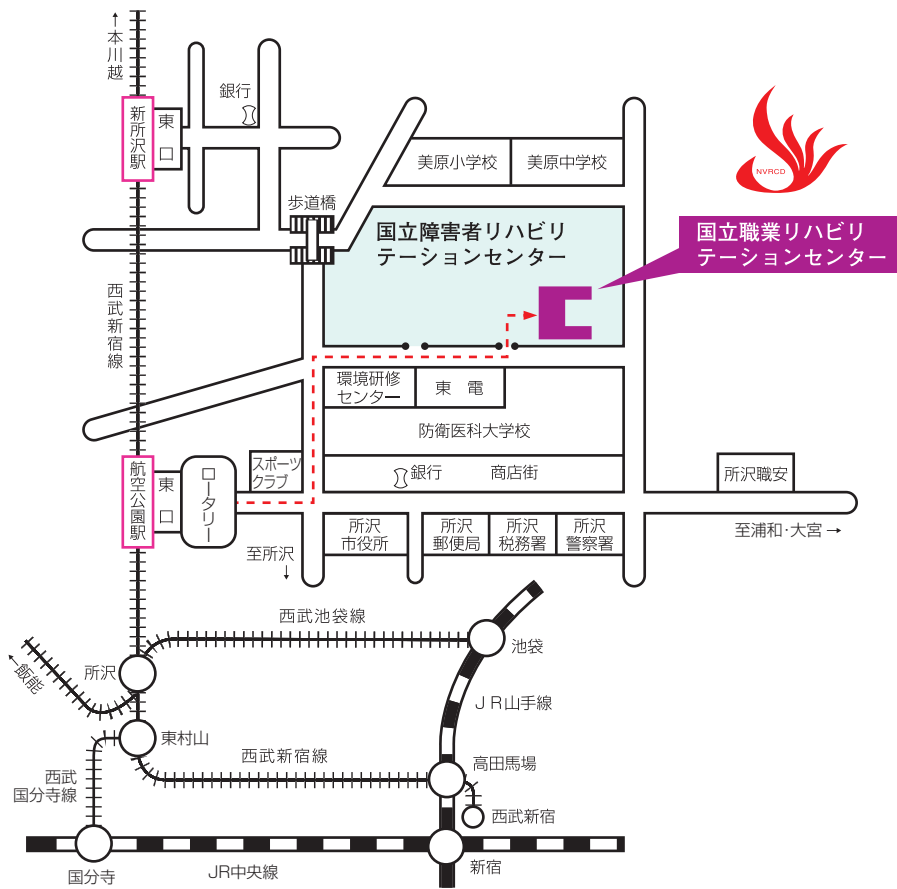 ←本川越
新所沢駅
東口
銀行
歩道橋
美原小学校
美原中学校
NVRCD
国立障害者リハビリ
テーションセンター
国立職業リハビリ
テーションセンター
西武新宿線
環境研修
センター
東電
防衛医科大学校
スポーツ
クラブ
銀行
商店街
所沢職安
航空公園駅
東口
ロータリー
至所沢
→
所沢
市役所
所沢
郵便局
所沢
税務署
所沢
警察署
至浦和・大宮→
西武池袋線
池袋
←飯能
所沢
JR山手線
東村山
西武新宿線
高田馬場
西武
国分寺線
西武新宿
国分寺
JR中央線
新宿